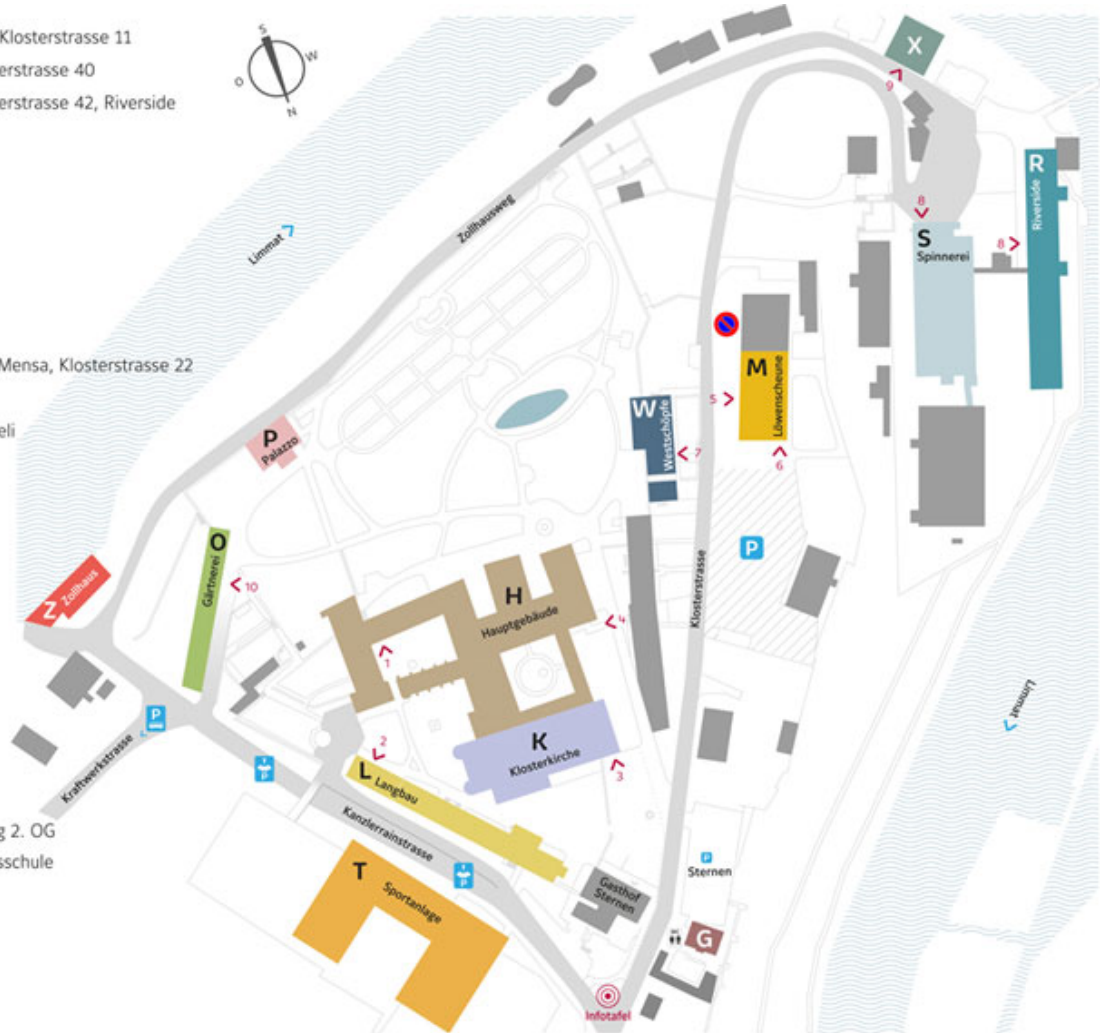 Klosterstrasse 11
erstrasse 40
erstrasse 42, Riverside
S
W
O
N
X
9
R
Riverside
8
S
Spinnerei
8
Limmat
Zollhausweg
Mensa, Klosterstrasse 22
eli
M
Löwenscheune
5
6
W
Westschöpfe
7
P
Palazzo
P
O
Gärtnerei
10
Z Zollhaus
H
Hauptgebäude
4
1
Klosterstrasse
K
Klosterkirche
3
2
L Langbau
P
P
Kraftwerkstrasse
Kanzlerrainstrasse
P
Limmat
g 2. OG
sschule
T
Sportanlage
P
Sternen
Gasthof
Sternen
G
Infotafel